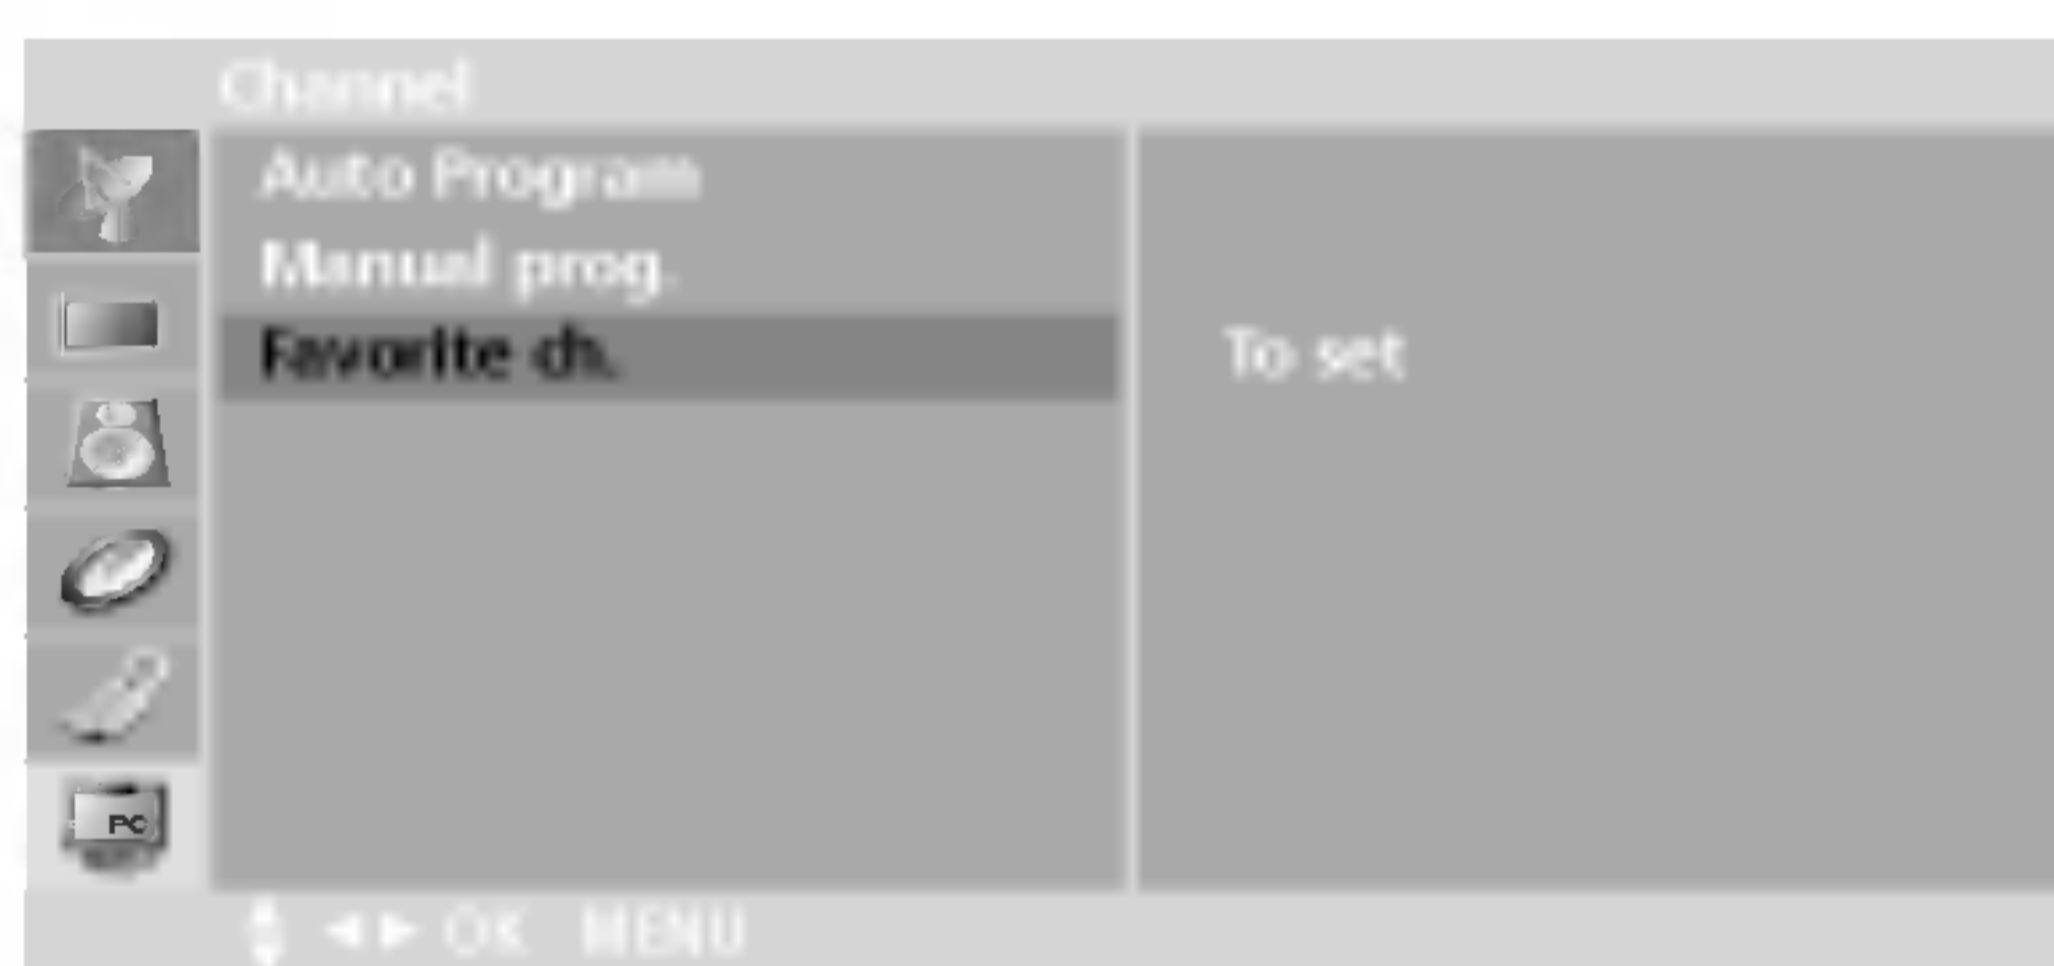 Channel
Auto Program
Manual prog.
Favorite ch. To set
PC
OK MENU